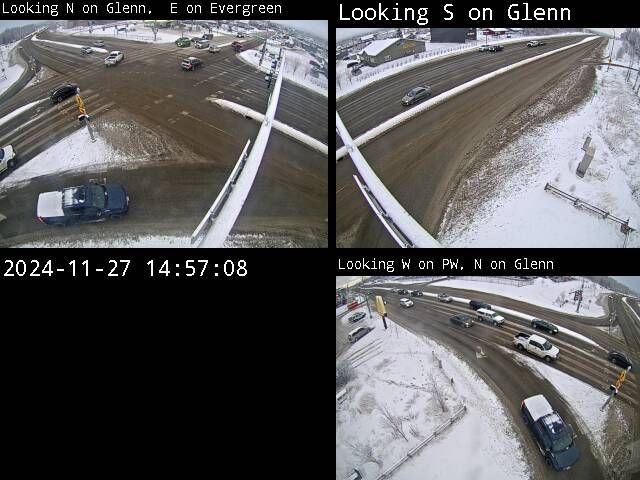 Looking N on Glenn, E on Evergreen
Looking S on Glenn
2024-11-27 14:57:08
Looking W on PW, N on Glenn